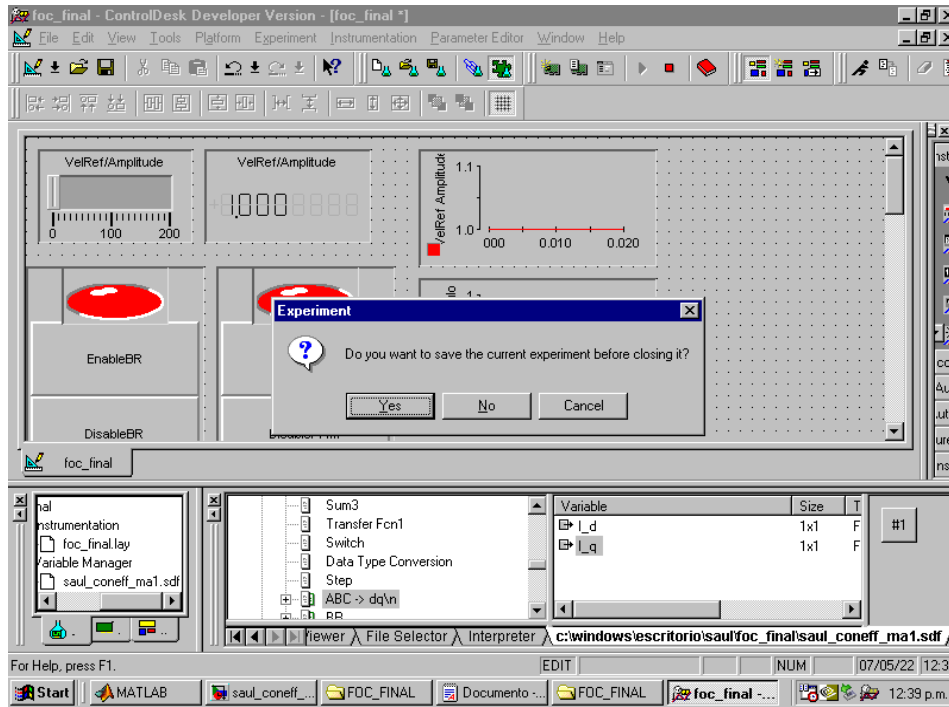 foc_final - ControlDesk Developer Version - [foc_final *]
File Edit View Tools Platform Experiment Instrumentation Parameter Editor Window Help
VelRef/Amplitude
0 100 200
VelRef/Amplitude
1.000
VelRef Amplitude
1.1
1.0
000 0.010 0.020
EnableBR
DisableBR
Experiment
Do you want to save the current experiment before closing it?
Yes No Cancel
foc_final
nstrumentation
foc_final.lay
Variable Manager
saul_coneff_ma1.sdf
Sum3
Transfer Fcn1
Switch
Data Type Conversion
Step
ABC -> dq\n
BR
Variable Size T
I_d 1x1 F
I_q 1x1 F
#1
Viewer File Selector Interpreter c:\windows\escritorio\saul\foc_final\saul_coneff_ma1.sdf
For Help, press F1.
EDIT NUM 07/05/22 12:3
Start MATLAB saul_coneff_... FOC_FINAL Documento -... FOC_FINAL foc_final -... 12:39 p.m.